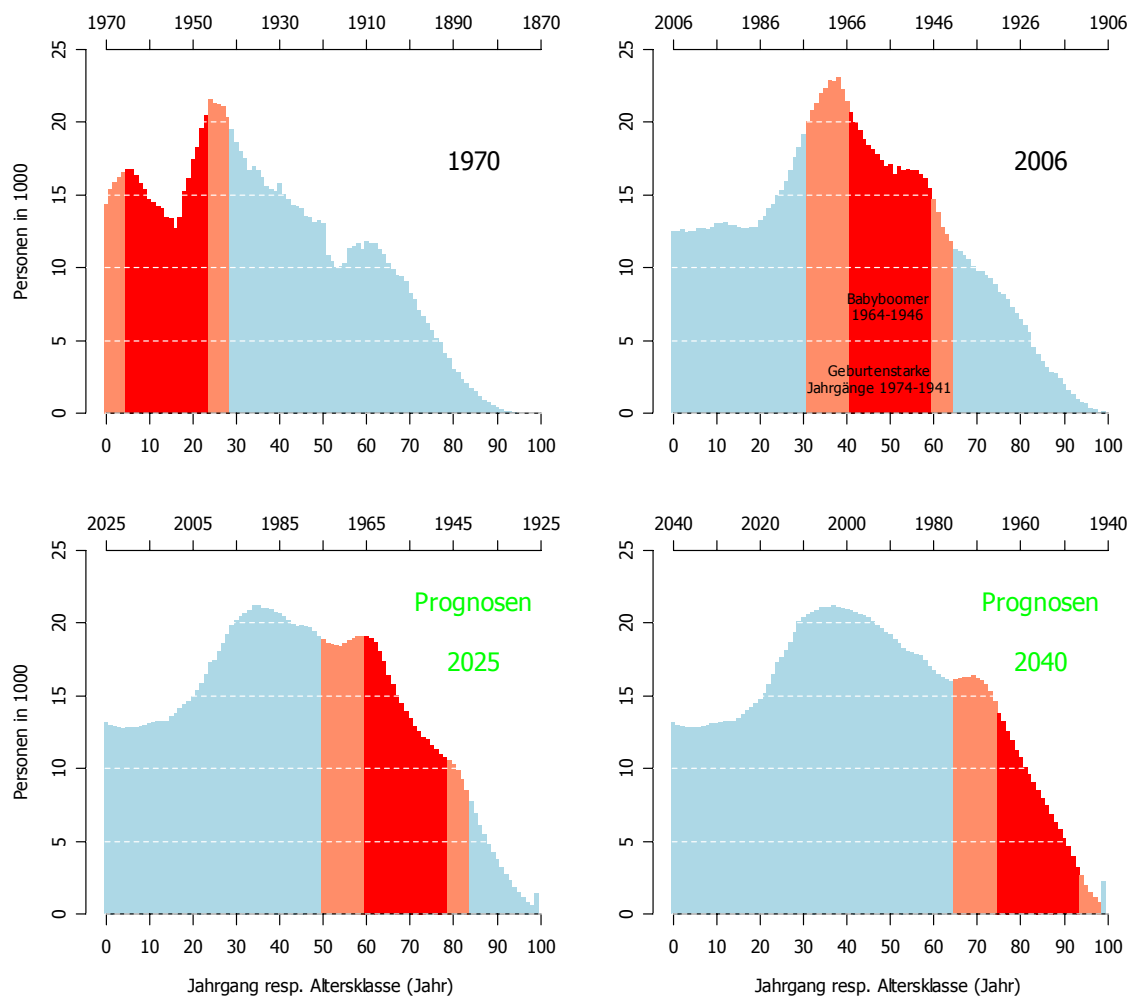 1970 1950 1930 1910 1890 1870
25
20
15
10
5
0
Personen in 1000
1970
0 10 20 30 40 50 60 70 80 90 100
2006 1986 1966 1946 1926 1906
25
20
15
10
5
0
2006
Babyboomer
1964-1946
Geburtenstarke
Jahrgänge 1974-1941
0 10 20 30 40 50 60 70 80 90 100
2025 2005 1985 1965 1945 1925
25
20
15
10
5
0
Personen in 1000
Prognosen
2025
0 10 20 30 40 50 60 70 80 90 100
Jahrgang resp. Altersklasse (Jahr)
2040 2020 2000 1980 1960 1940
25
20
15
10
5
0
Prognosen
2040
0 10 20 30 40 50 60 70 80 90 100
Jahrgang resp. Altersklasse (Jahr)